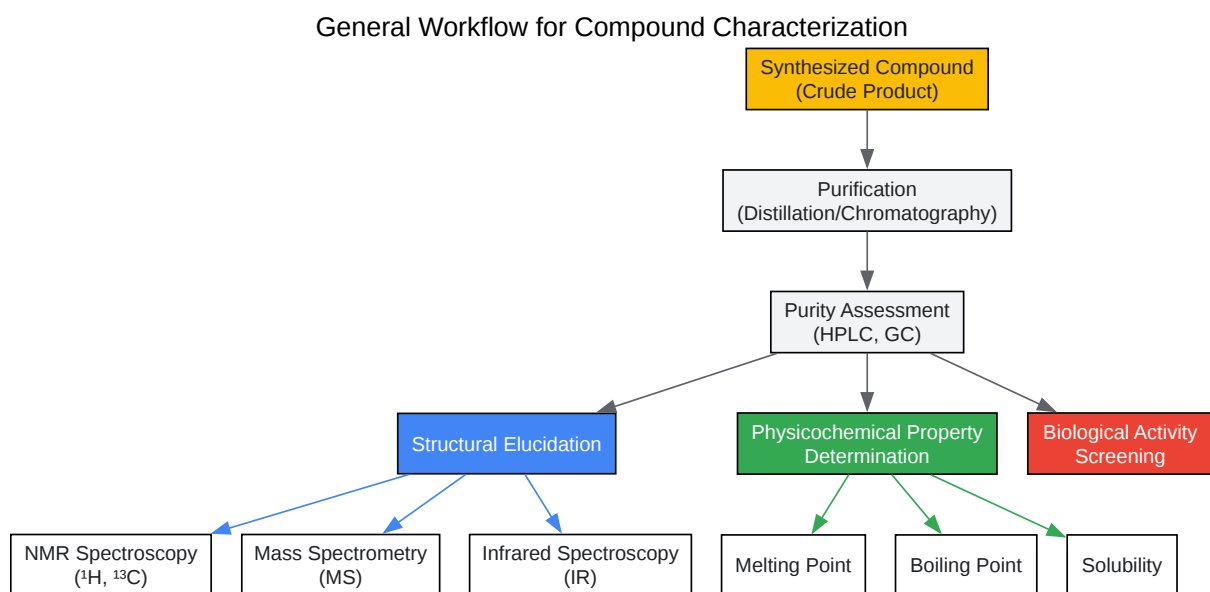 General Workflow for Compound Characterization
Synthesized Compound
(Crude Product)
Purification
(Distillation/Chromatography)
Purity Assessment
(HPLC, GC)
Structural Elucidation
Physicochemical Property
Determination
Biological Activity
Screening
NMR Spectroscopy
(¹H, ¹³C)
Mass Spectrometry
(MS)
Infrared Spectroscopy
(IR)
Melting Point
Boiling Point
Solubility